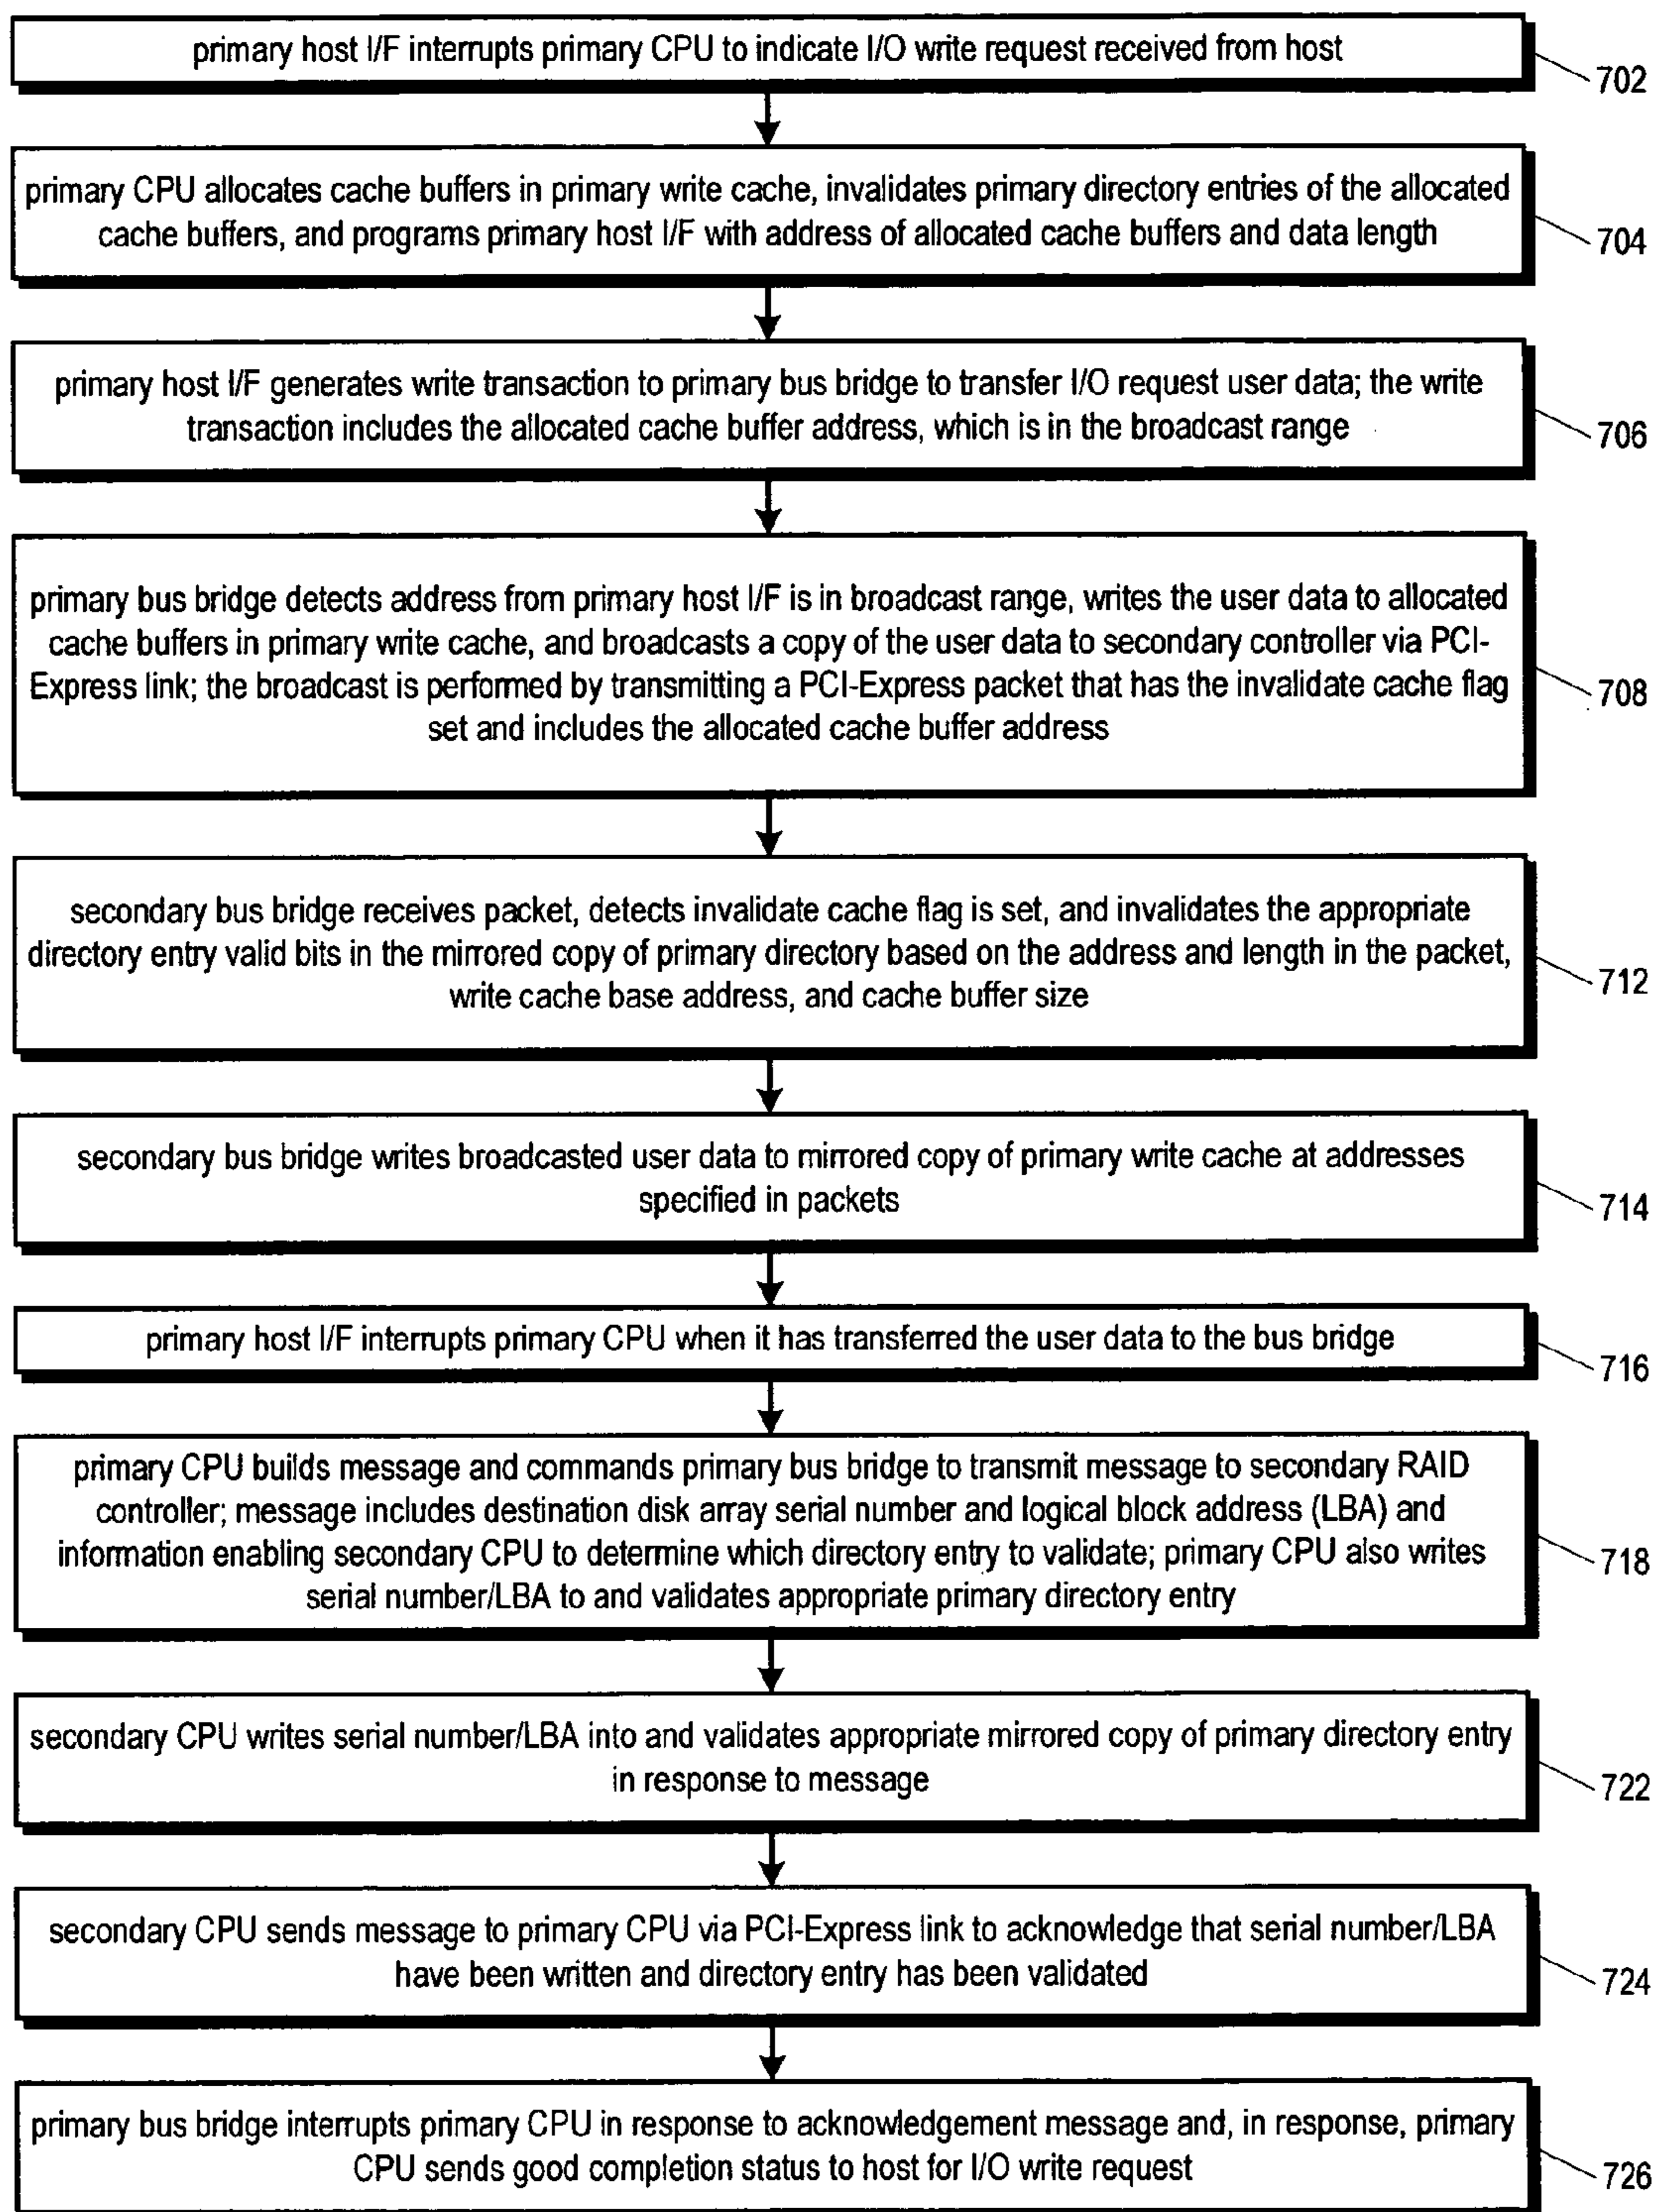 primary host I/F interrupts primary CPU to indicate I/O write request received from host
702
primary CPU allocates cache buffers in primary write cache, invalidates primary directory entries of the allocated
cache buffers, and programs primary host I/F with address of allocated cache buffers and data length
704
primary host I/F generates write transaction to primary bus bridge to transfer I/O request user data; the write
transaction includes the allocated cache buffer address, which is in the broadcast range
706
primary bus bridge detects address from primary host I/F is in broadcast range, writes the user data to allocated
cache buffers in primary write cache, and broadcasts a copy of the user data to secondary controller via PCI-
Express link; the broadcast is performed by transmitting a PCI-Express packet that has the invalidate cache flag
set and includes the allocated cache buffer address
708
secondary bus bridge receives packet, detects invalidate cache flag is set, and invalidates the appropriate
directory entry valid bits in the mirrored copy of primary directory based on the address and length in the packet,
write cache base address, and cache buffer size
712
secondary bus bridge writes broadcasted user data to mirrored copy of primary write cache at addresses
specified in packets
714
primary host I/F interrupts primary CPU when it has transferred the user data to the bus bridge
716
primary CPU builds message and commands primary bus bridge to transmit message to secondary RAID
controller; message includes destination disk array serial number and logical block address (LBA) and
information enabling secondary CPU to determine which directory entry to validate; primary CPU also writes
serial number/LBA to and validates appropriate primary directory entry
718
secondary CPU writes serial number/LBA into and validates appropriate mirrored copy of primary directory entry
in response to message
722
secondary CPU sends message to primary CPU via PCI-Express link to acknowledge that serial number/LBA
have been written and directory entry has been validated
724
primary bus bridge interrupts primary CPU in response to acknowledgement message and, in response, primary
CPU sends good completion status to host for I/O write request
726